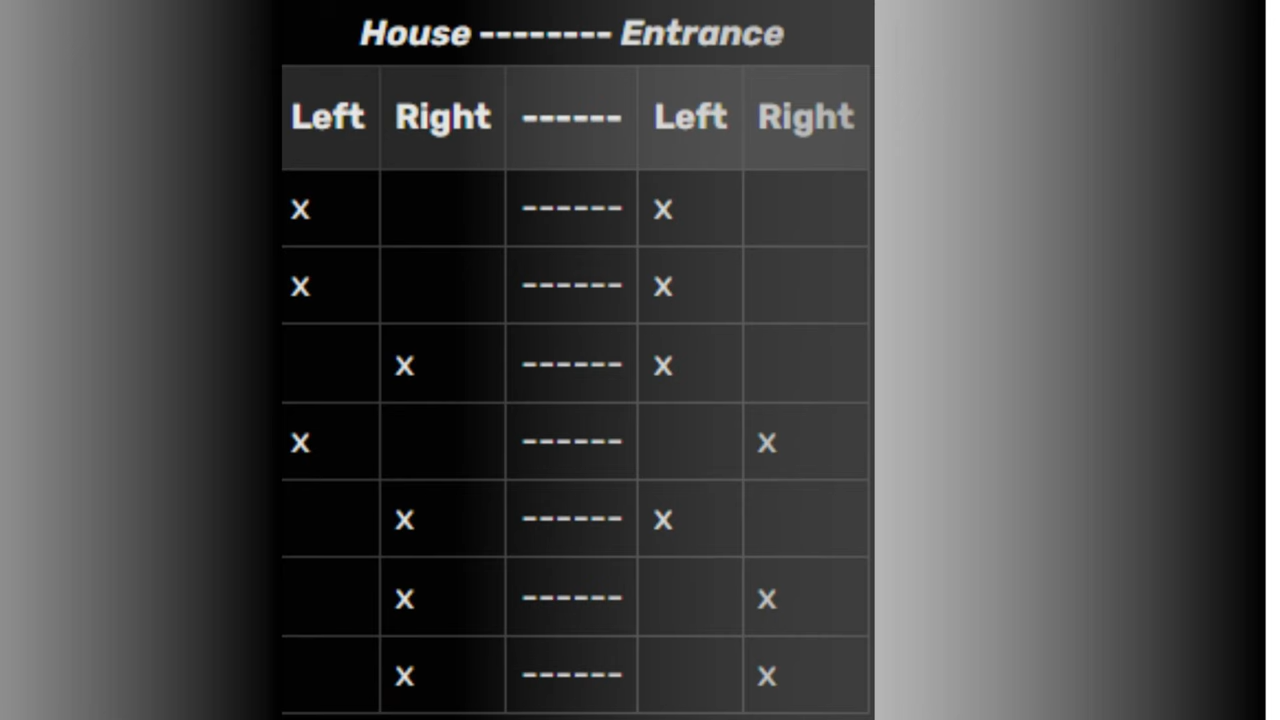 House -------- Entrance
Left Right ------ Left Right
x ------ x
x ------ x
x ------ x
x ------ x
x ------ x
x ------ x
x ------ x